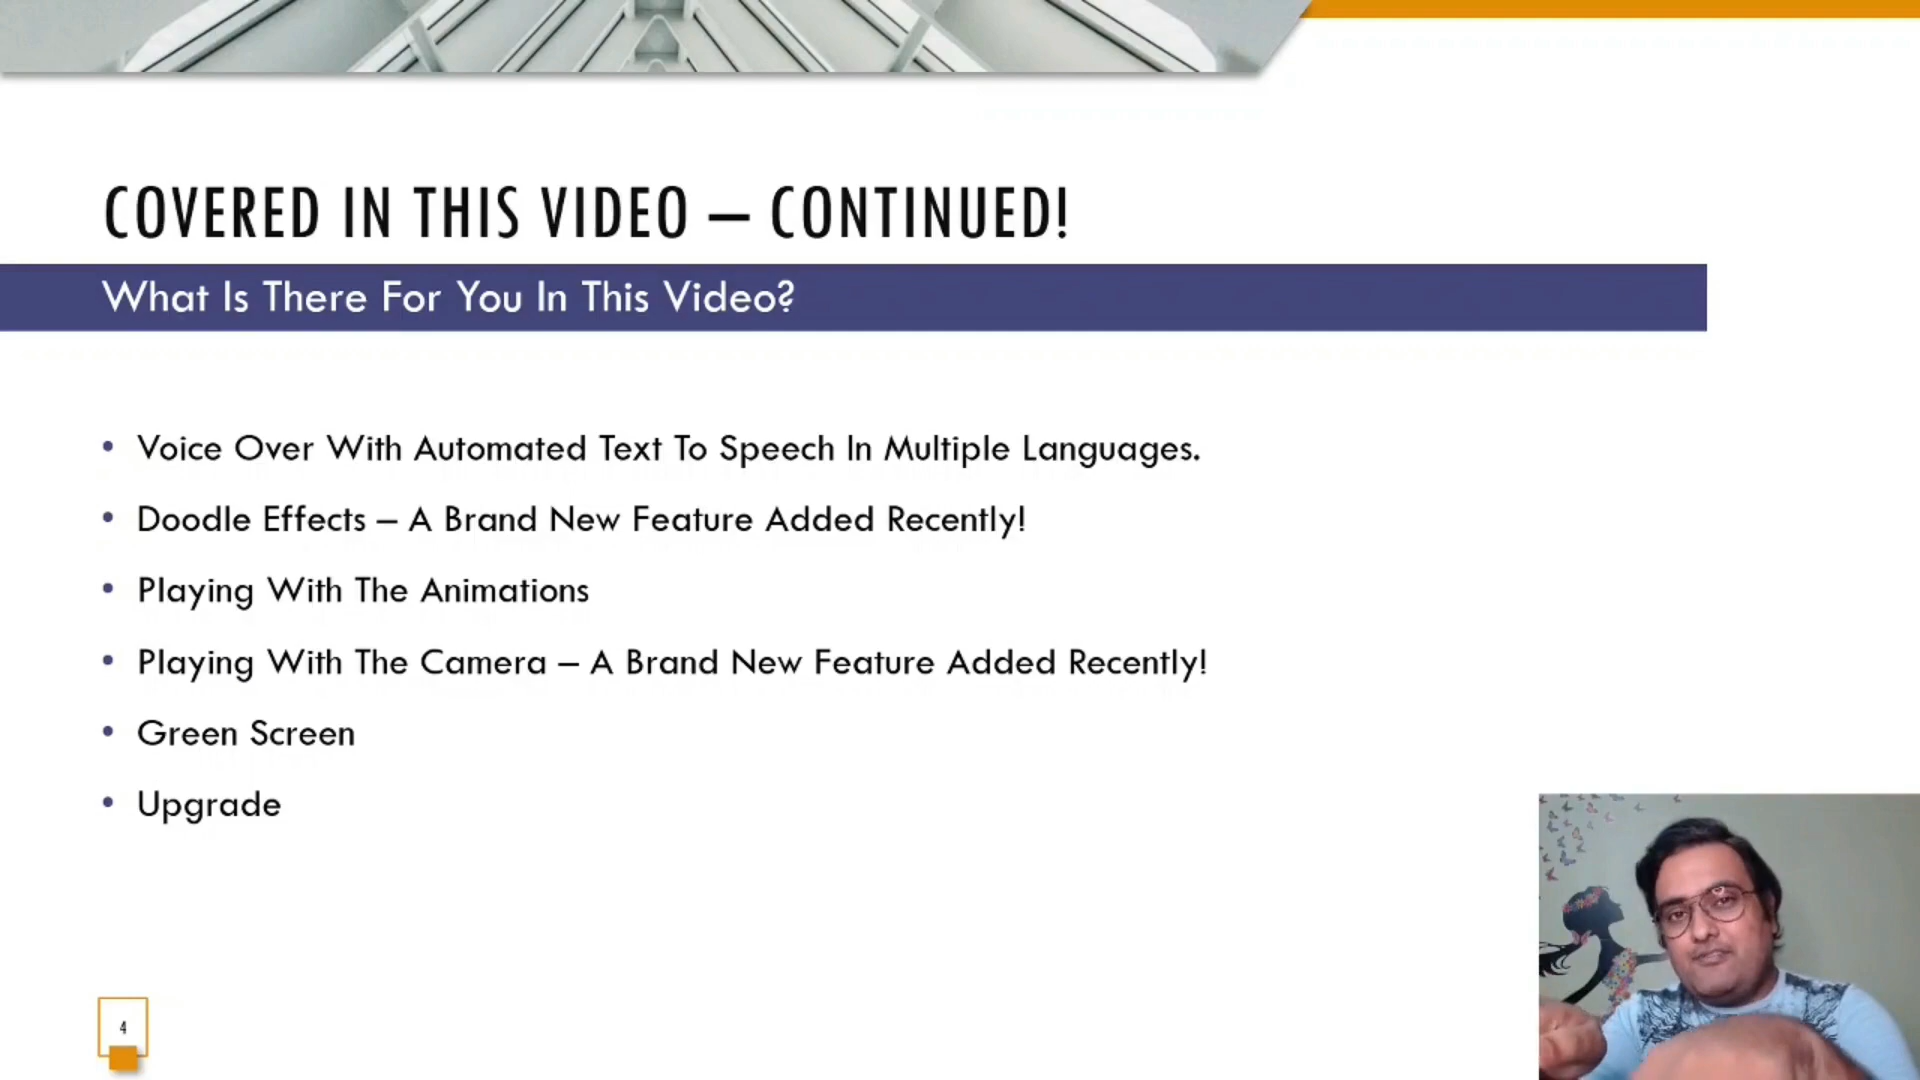 COVERED IN THIS VIDEO – CONTINUED!
What Is There For You In This Video?
• Voice Over With Automated Text To Speech In Multiple Languages.
• Doodle Effects – A Brand New Feature Added Recently!
• Playing With The Animations
• Playing With The Camera – A Brand New Feature Added Recently!
• Green Screen
• Upgrade
4